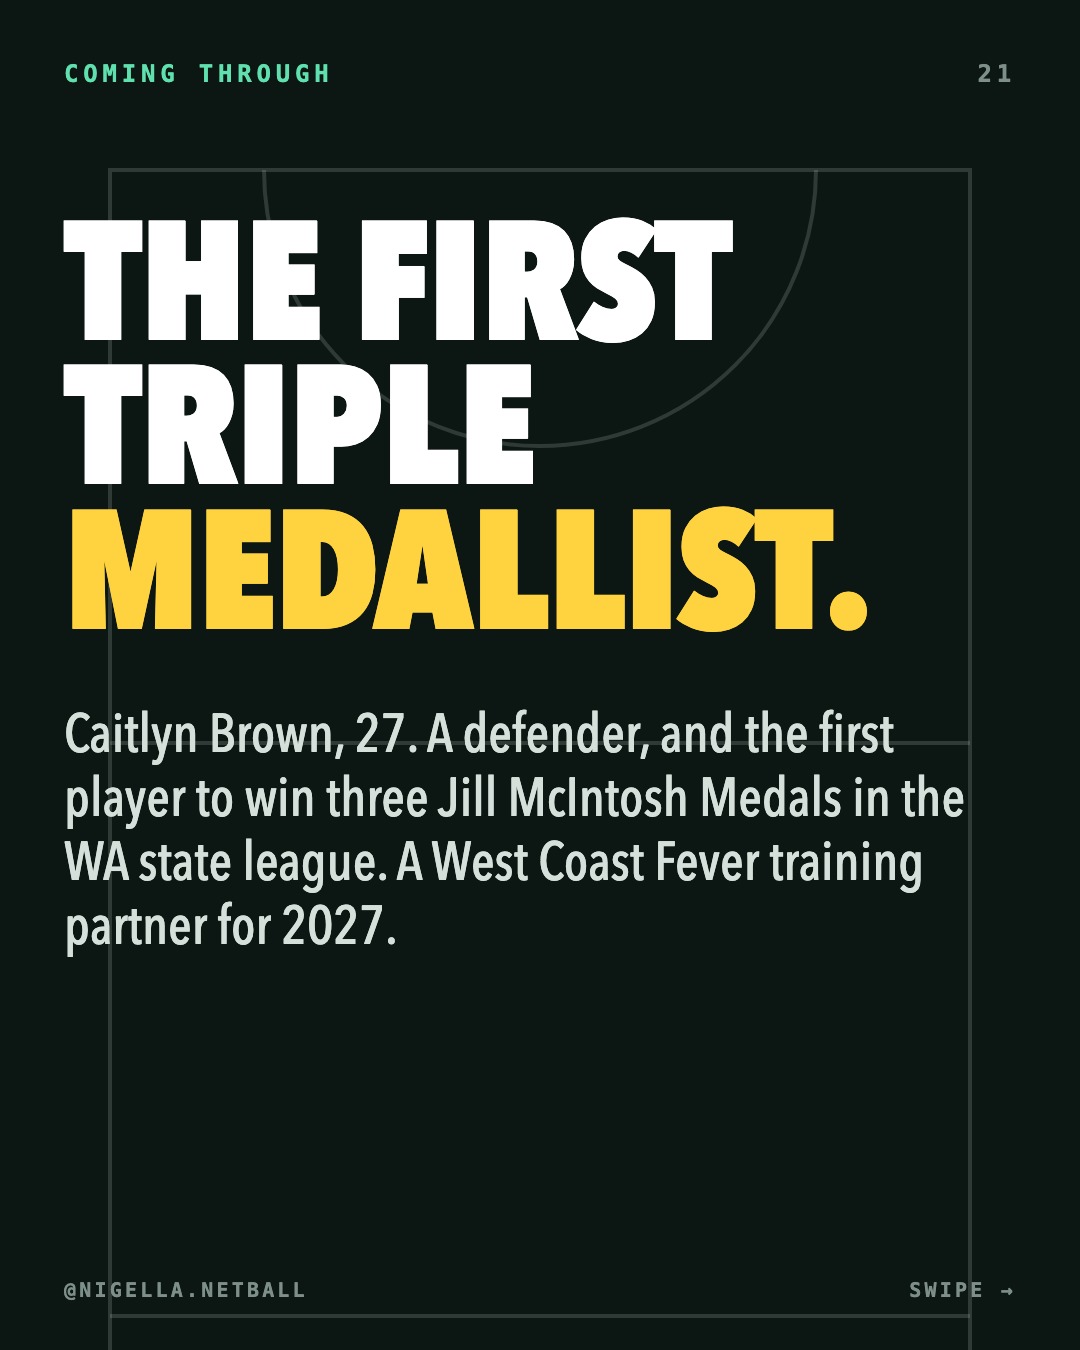 COMING THROUGH
21
THE FIRST
TRIPLE
MEDALLIST.
Caitlyn Brown, 27. A defender, and the first
player to win three Jill McIntosh Medals in the
WA state league. A West Coast Fever training
partner for 2027.
@NIGELLA.NETBALL
SWIPE →